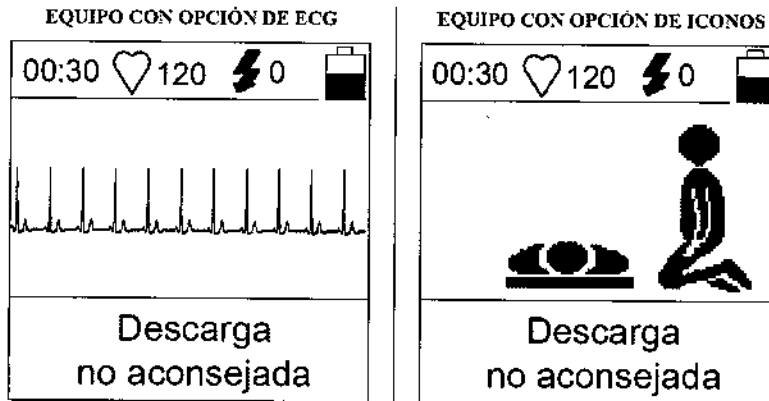 EQUIPO CON OPCIÓN DE ECG
00:30 120 0
Descarga
no aconsejada
EQUIPO CON OPCIÓN DE ICONOS
00:30 120 0
Descarga
no aconsejada